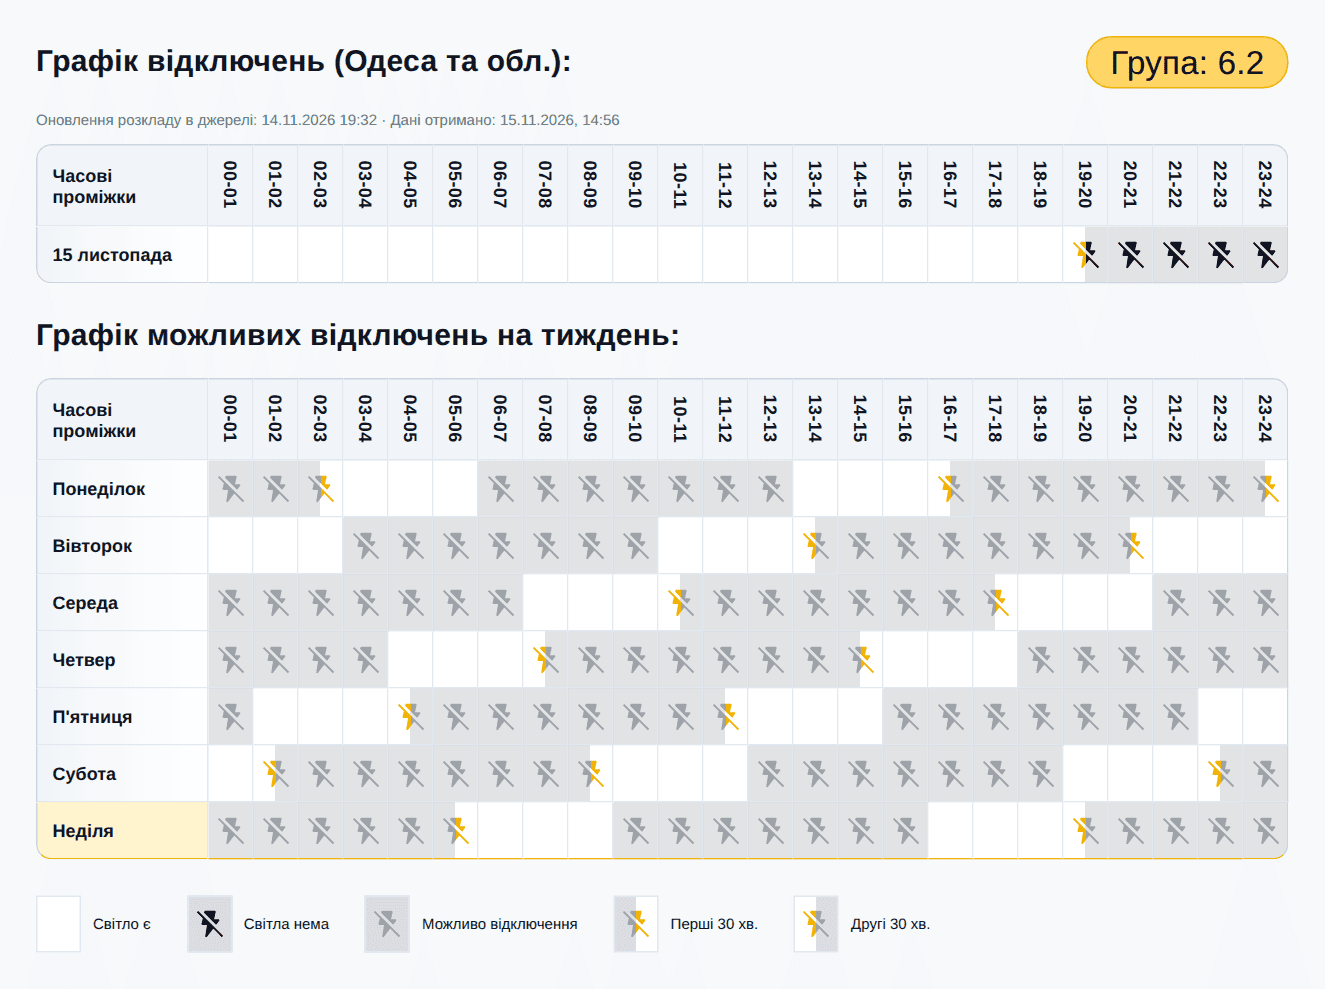 Графік відключень (Одеса та обл.):
Група: 6.2
Оновлення розкладу в джерелі: 14.11.2026 19:32 · Дані отримано: 15.11.2026, 14:56
Часові
проміжки
00-01 01-02 02-03 03-04 04-05 05-06 06-07 07-08 08-09 09-10 10-11 11-12 12-13 13-14 14-15 15-16 16-17 17-18 18-19 19-20 20-21 21-22 22-23 23-24
15 листопада
Графік можливих відключень на тиждень:
Часові
проміжки
00-01 01-02 02-03 03-04 04-05 05-06 06-07 07-08 08-09 09-10 10-11 11-12 12-13 13-14 14-15 15-16 16-17 17-18 18-19 19-20 20-21 21-22 22-23 23-24
Понеділок
Вівторок
Середа
Четвер
П'ятниця
Субота
Неділя
Світло є
Світла нема
Можливо відключення
Перші 30 хв.
Другі 30 хв.